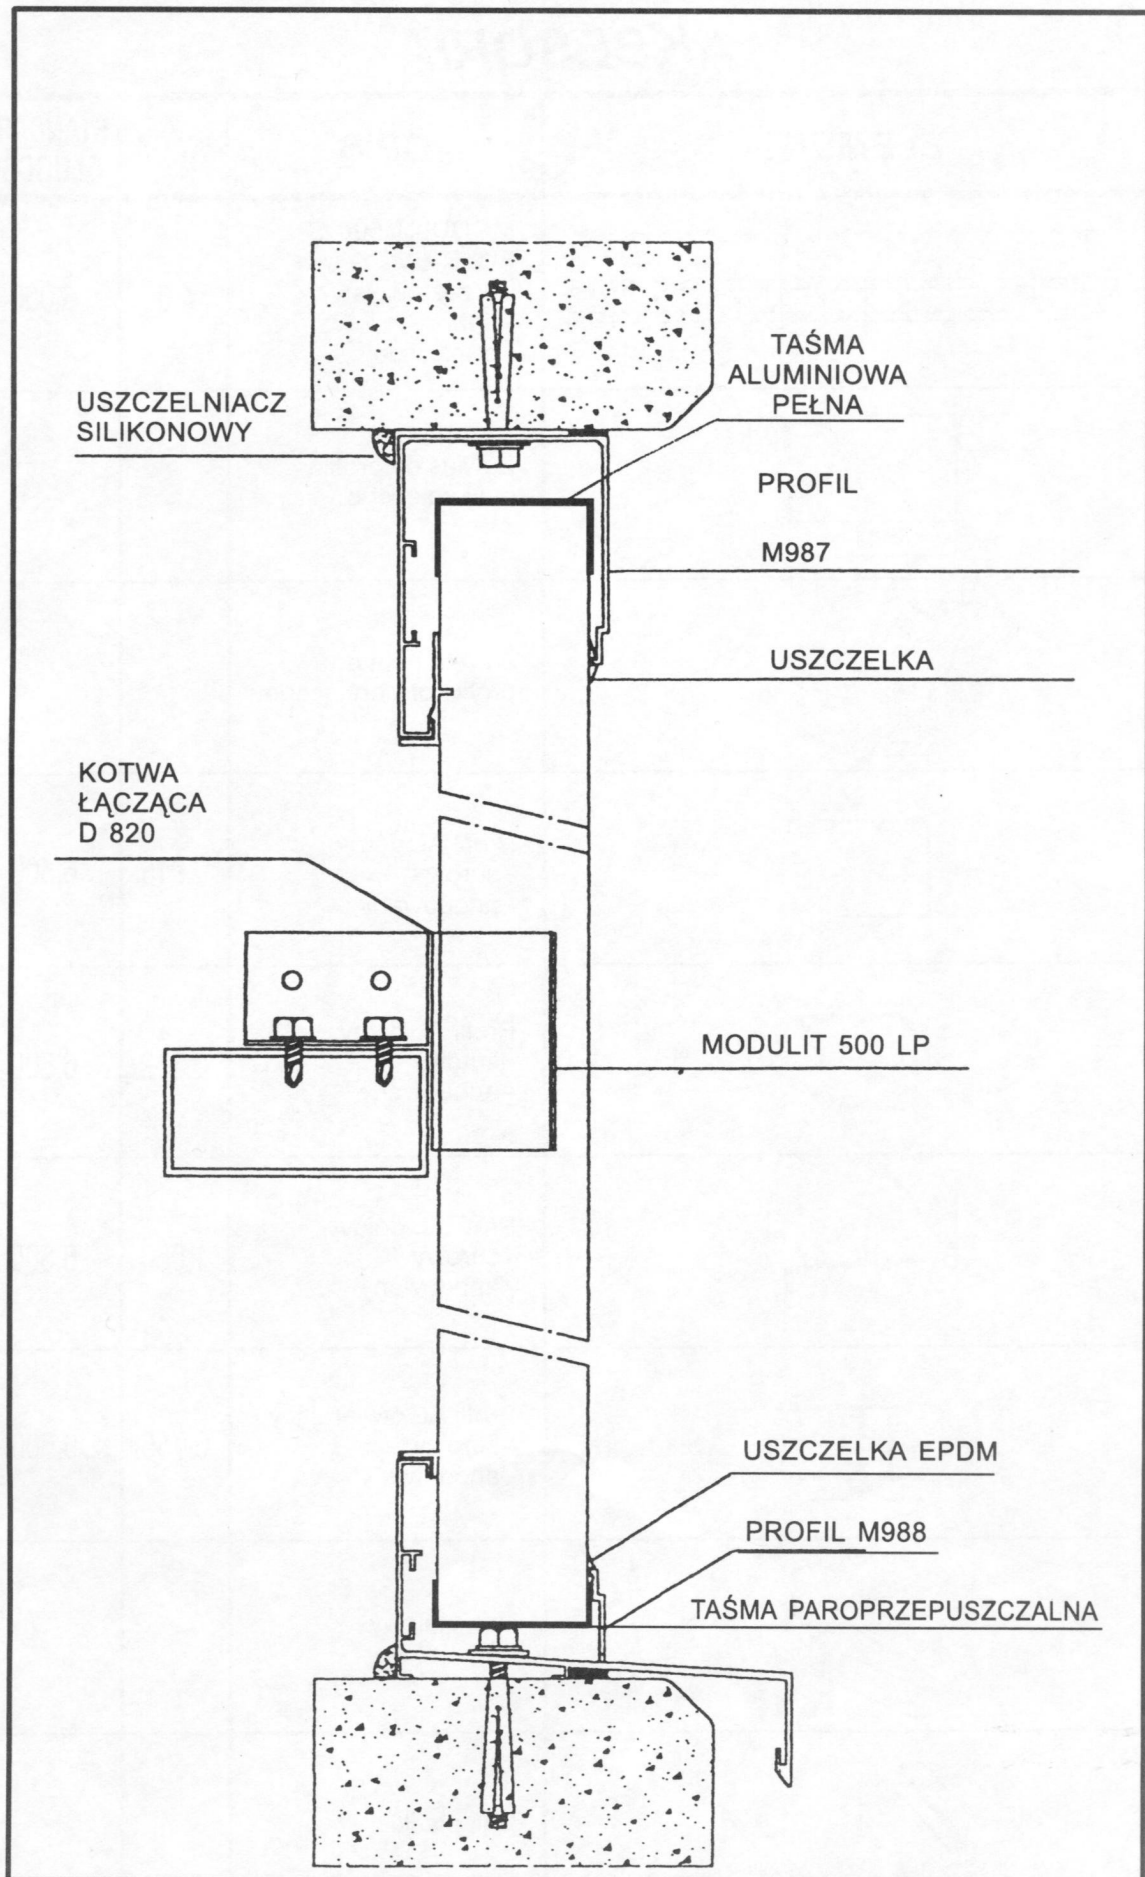 TAŚMA
ALUMINIOWA
PEŁNA
USZCZELNIACZ
SILIKONOWY
PROFIL
M987
USZCZELKA
KOTWA
ŁĄCZĄCA
D 820
MODULIT 500 LP
USZCZELKA EPDM
PROFIL M988
TAŚMA PAROPRZEPUSZCZALNA